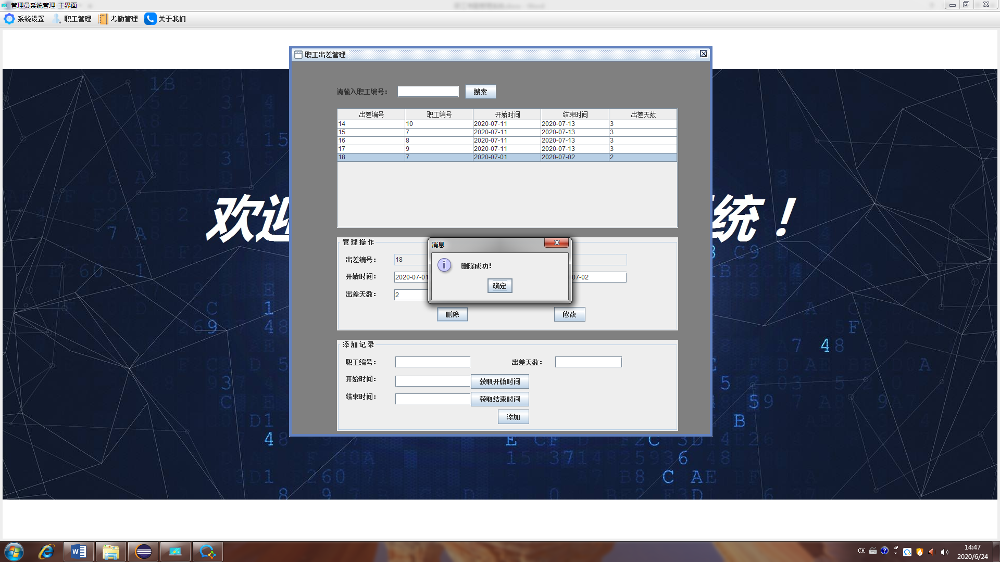 管理员系统管理-主界面
系统设置 职工管理 考勤管理 关于我们
职工出差管理
请输入职工编号： 搜索
出差编号 职工编号 开始时间 结束时间 出差天数
14 10 2020-07-11 2020-07-13 3
15 7 2020-07-11 2020-07-13 3
16 8 2020-07-11 2020-07-13 3
17 9 2020-07-11 2020-07-13 3
18 7 2020-07-01 2020-07-02 2
欢迎
统！
管理操作
出差编号： 18
开始时间： 2020-07-01 07-02
出差天数： 2
消息
删除成功!
确定
删除 修改
添加记录
职工编号： 出差天数：
开始时间： 获取开始时间
结束时间： 获取结束时间
添加
CH
14:47
2020/6/24